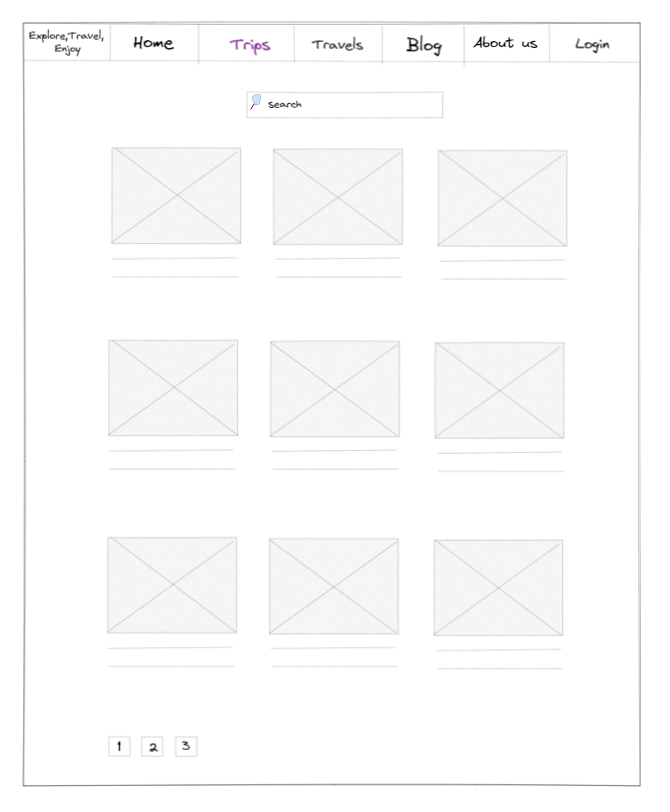 Explore,Travel,
Enjoy
Home
Trips
Travels
Blog
About us
Login
Search
1
2
3